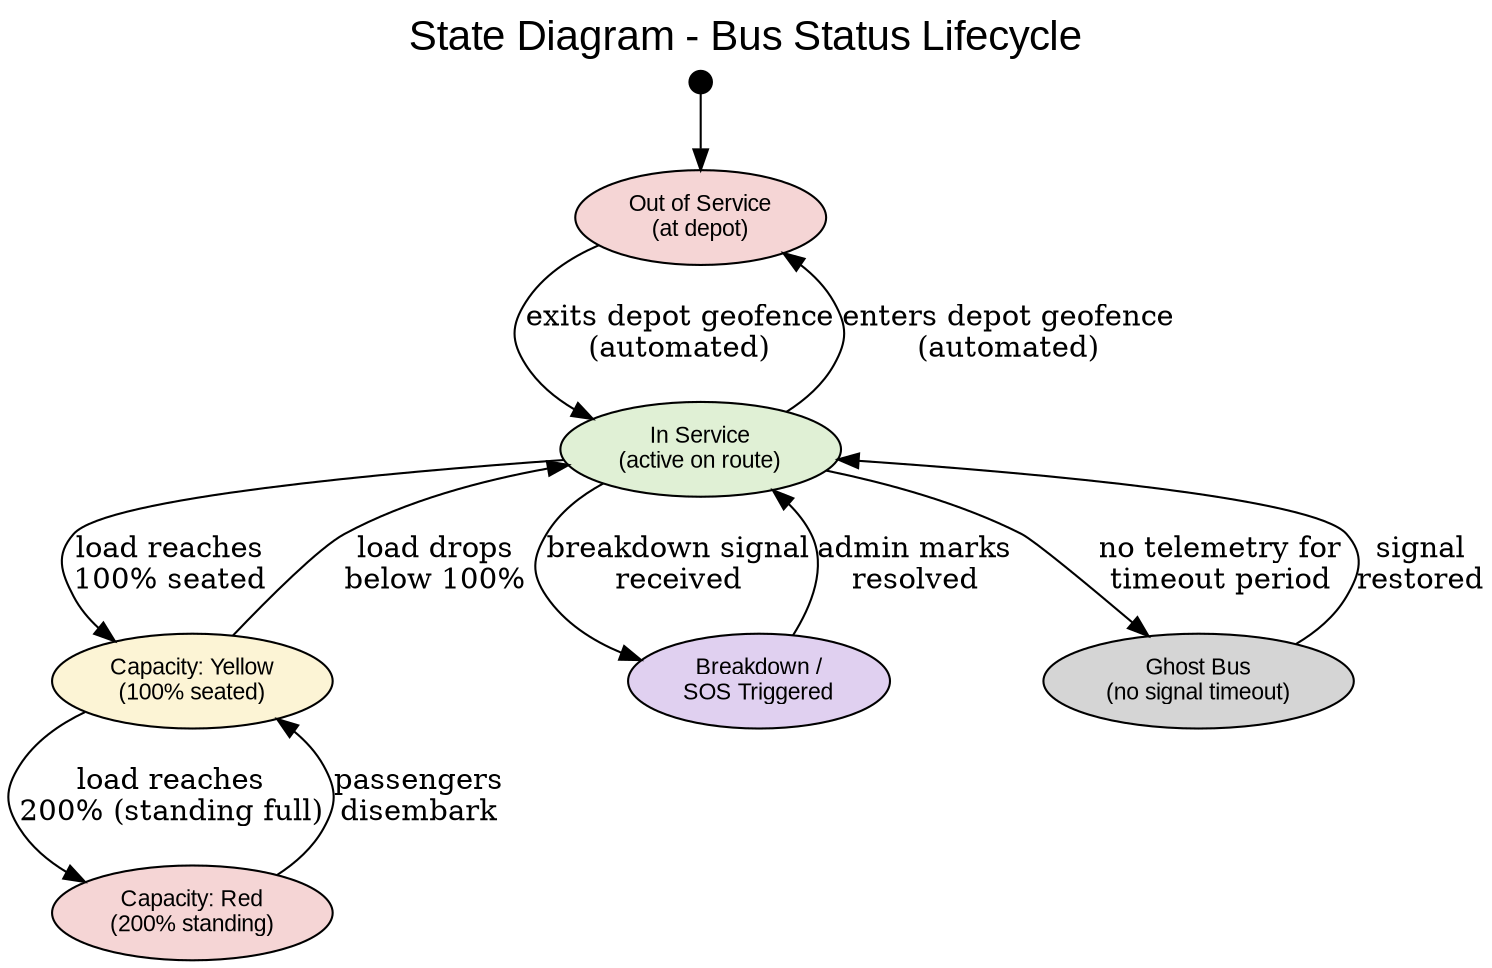 State Diagram - Bus Status Lifecycle
Out of Service
(at depot)
exits depot geofence
(automated)
enters depot geofence
(automated)
In Service
(active on route)
load reaches
100% seated
load drops
below 100%
breakdown signal
received
admin marks
resolved
no telemetry for
timeout period
signal
restored
Capacity: Yellow
(100% seated)
Breakdown /
SOS Triggered
Ghost Bus
(no signal timeout)
load reaches
200% (standing full)
passengers
disembark
Capacity: Red
(200% standing)